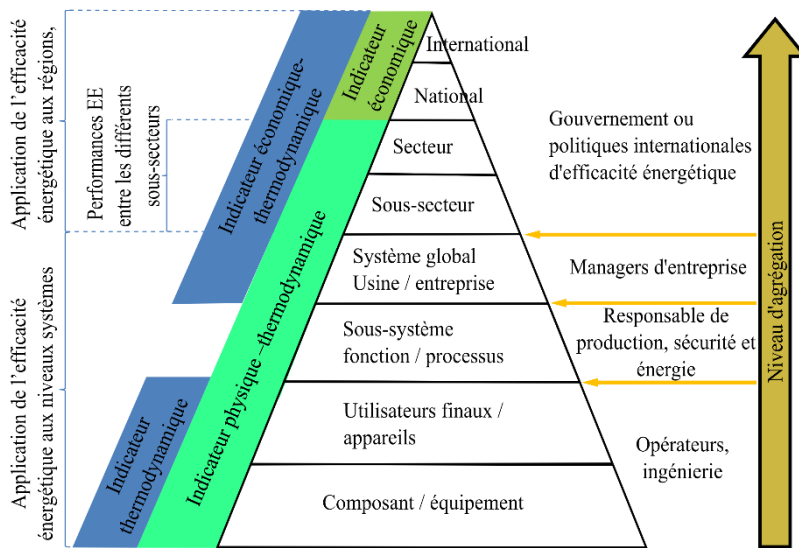 Application de l’efficacité
énergétique aux régions,
Performances EE
entre les différents
sous-secteurs
Application de l’efficacité
énergétique aux niveaux systèmes
Indicateur économique-
thermodynamique
Indicateur
économique
Indicateur physique –thermodynamique
Indicateur
thermodynamique
International
National
Secteur
Sous-secteur
Système global
Usine / entreprise
Sous-système
fonction / processus
Utilisateurs finaux /
appareils
Composant / équipement
Gouvernement ou
politiques internationales
d'efficacité énergétique
Managers d'entreprise
Responsable de
production, sécurité et
énergie
Opérateurs,
ingénierie
Niveau d'agrégation